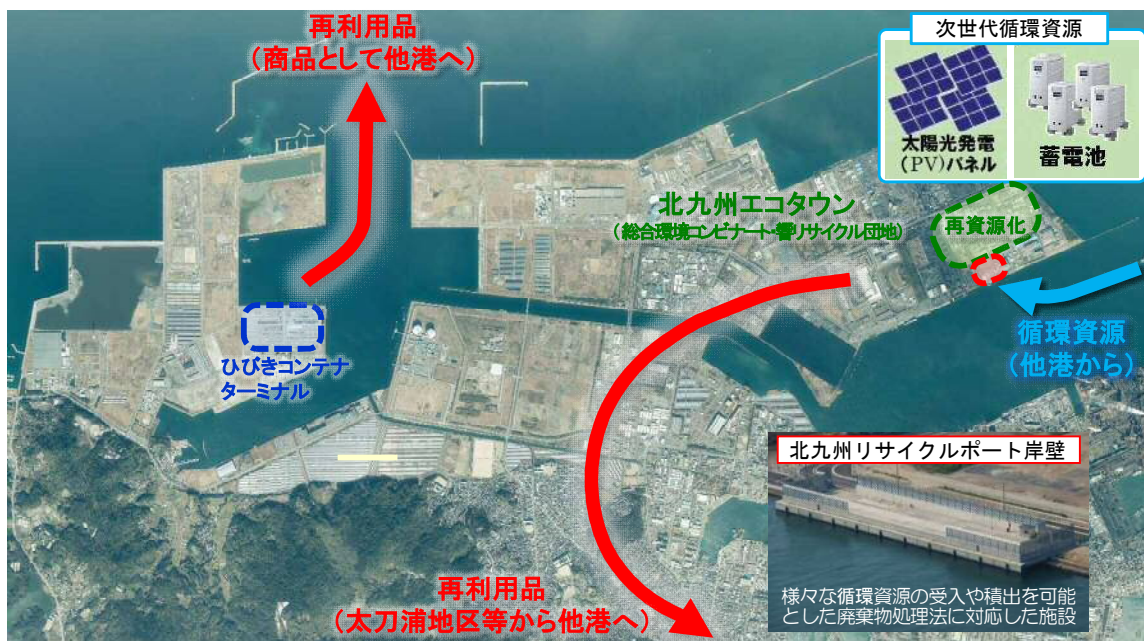 再利用品
(商品として他港へ)
次世代循環資源
太陽光発電
(PV)パネル
蓄電池
北九州エコタウン
(総合環境コンビナート・響リサイクル団地)
再資源化
循環資源
(他港から)
ひびきコンテナ
ターミナル
北九州リサイクルポート岸壁
様々な循環資源の受入や積出を可能
とした廃棄物処理法に対応した施設
再利用品
(太刀浦地区等から他港へ)